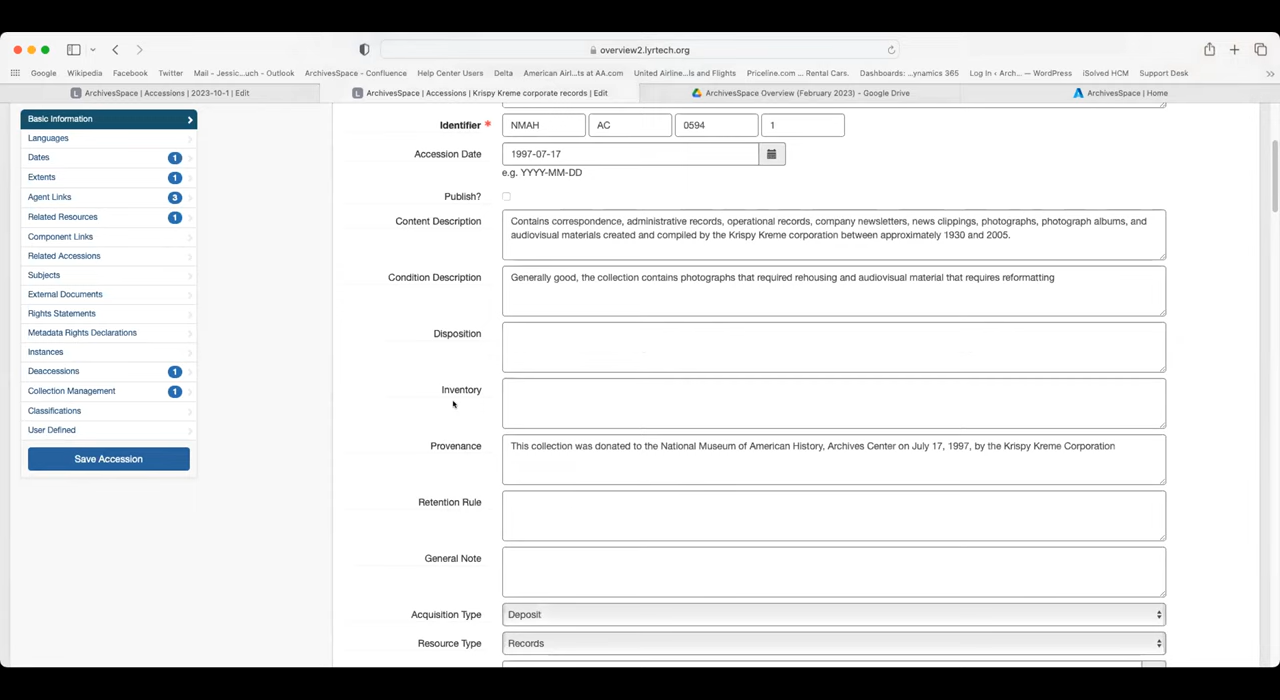 overview2.lyrtech.org
Google Wikipedia Facebook Twitter Mail - Jessic...uch - Outlook ArchivesSpace - Confluence Help Center Users Delta American Airl...ts at AA.com United Airline...ls and Flights Priceline.com ... Rental Cars. Dashboards: ...ynamics 365 Log In ‹ Arch... — WordPress iSolved HCM Support Desk
ArchivesSpace | Accessions | 2023-10-1 | Edit
ArchivesSpace | Accessions | Krispy Kreme corporate records | Edit
ArchivesSpace Overview (February 2023) - Google Drive
ArchivesSpace | Home
Basic Information
Languages
Dates 1
Extents 1
Agent Links 3
Related Resources 1
Component Links
Related Accessions
Subjects
External Documents
Rights Statements
Metadata Rights Declarations
Instances
Deaccessions 1
Collection Management 1
Classifications
User Defined
Save Accession
Identifier * NMAH AC 0594 1
Accession Date 1997-07-17
e.g. YYYY-MM-DD
Publish?
Content Description Contains correspondence, administrative records, operational records, company newsletters, news clippings, photographs, photograph albums, and
audiovisual materials created and compiled by the Krispy Kreme corporation between approximately 1930 and 2005.
Condition Description Generally good, the collection contains photographs that required rehousing and audiovisual material that requires reformatting
Disposition
Inventory
Provenance This collection was donated to the National Museum of American History, Archives Center on July 17, 1997, by the Krispy Kreme Corporation
Retention Rule
General Note
Acquisition Type Deposit
Resource Type Records